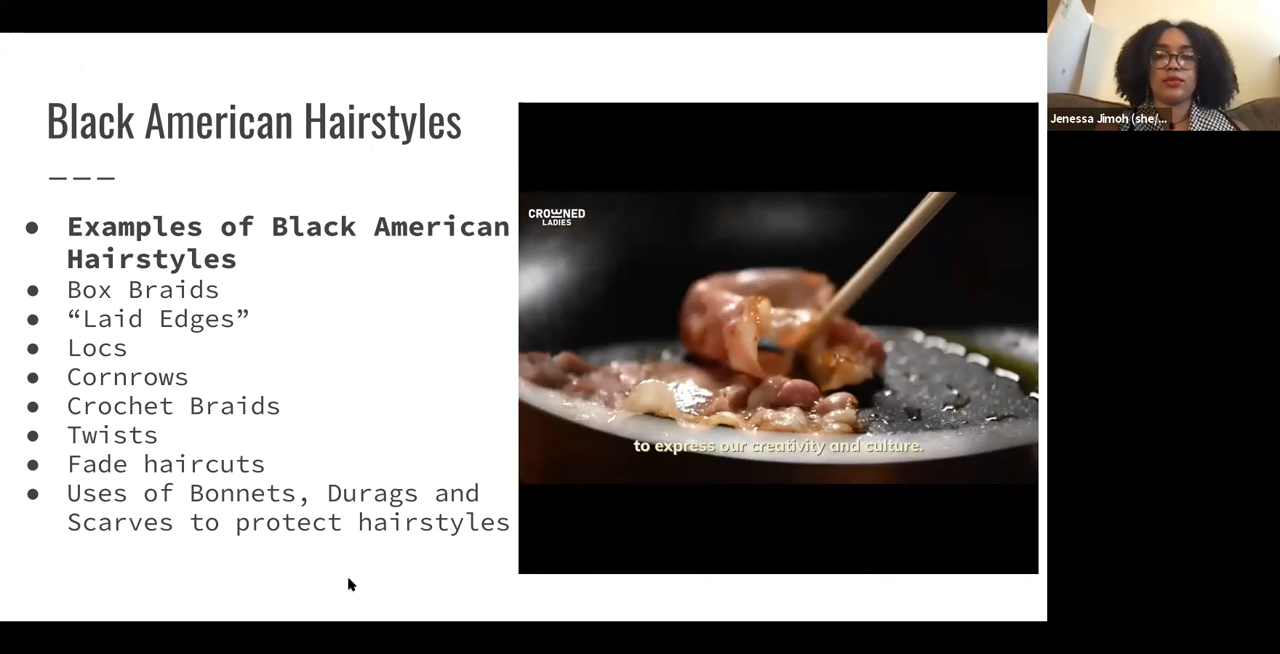 Black American Hairstyles
Examples of Black American
Hairstyles
Box Braids
“Laid Edges”
Locs
Cornrows
Crochet Braids
Twists
Fade haircuts
Uses of Bonnets, Durags and
Scarves to protect hairstyles
CROWNED
LADIES
to express our creativity and culture.
Jenessa Jimoh (she/...